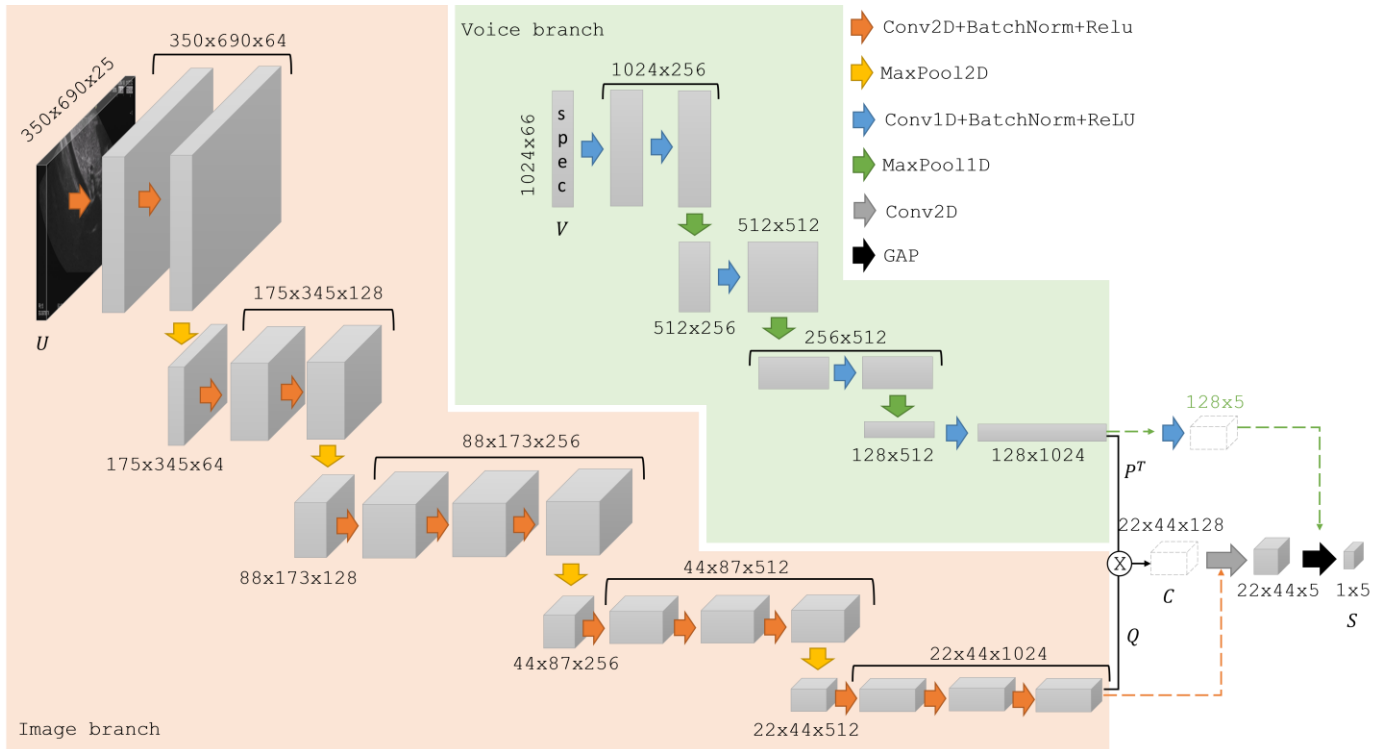 350x690x64
350x690x25
U
175x345x128
175x345x64
88x173x256
88x173x128
44x87x512
44x87x256
22x44x1024
22x44x512
Image branch
Voice branch
1024x256
1024x66
s
p
e
c
V
512x512
512x256
256x512
128x512
128x1024
128x5
P^T
22x44x128
X
C
Q
22x44x5
1x5
S
Conv2D+BatchNorm+Relu
MaxPool2D
Conv1D+BatchNorm+ReLU
MaxPool1D
Conv2D
GAP